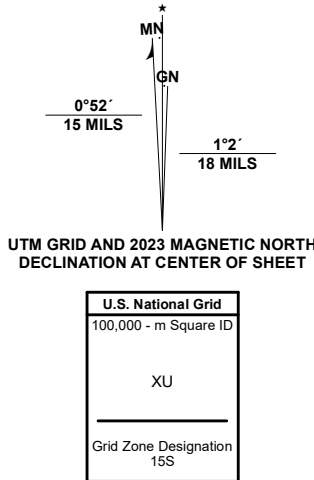 ★
MN
GN
0°52´
15 MILS
1°2´
18 MILS
UTM GRID AND 2023 MAGNETIC NORTH
DECLINATION AT CENTER OF SHEET
U.S. National Grid
100,000 - m Square ID
XU
Grid Zone Designation
15S